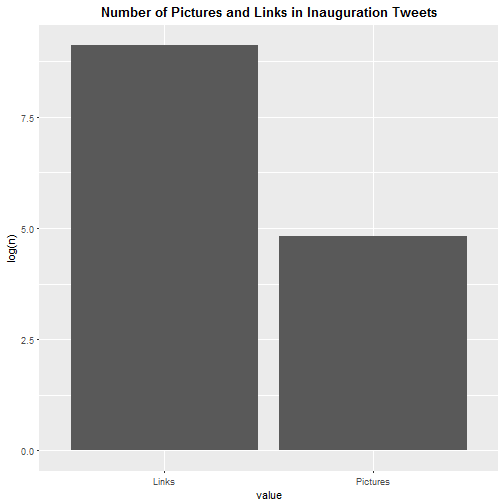 Number of Pictures and Links in Inauguration Tweets
log(n)
7.5
5.0
2.5
0.0
Links Pictures
value